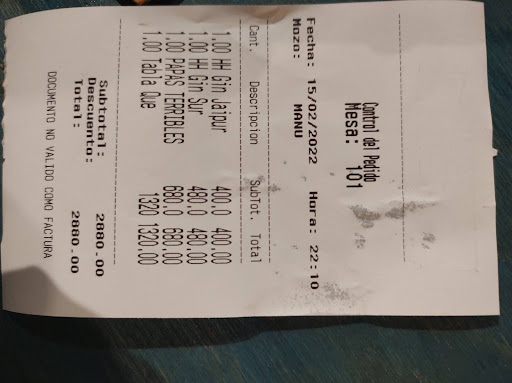 Control del Pedido
Mesa: 101
Fecha: 15/02/2022 Hora: 22:10
Mozo: MANU
Cant. Descripcion SubTot. Total
1.00 HH Gin Jaipur 400.0 400.00
1.00 HH Gin Sur 480.0 480.00
1.00 PAPAS TERRIBLES 680.0 680.00
1.00 Tabla Que 1320 1320.00
Subtotal: 2880.00
Descuento:
Total: 2880.00
DOCUMENTO NO VALIDO COMO FACTURA